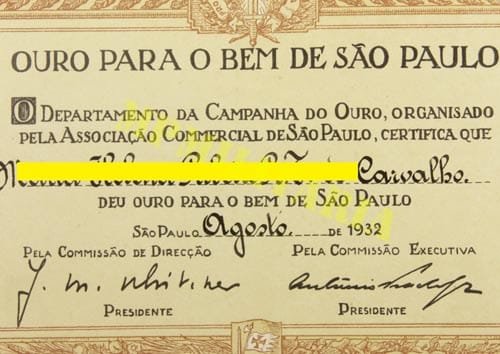 OURO PARA O BEM DE SÃO PAULO
O DEPARTAMENTO DA CAMPANHA DO OURO, ORGANISADO
PELA ASSOCIAÇÃO COMMERCIAL DE SÃO PAULO, CERTIFICA QUE
Carvalho.
DEU OURO PARA O BEM DE SÃO PAULO
SÃO PAULO, Agosto. DE 1932
PELA COMMISSÃO DE DIRECÇÃO PELA COMMISSÃO EXECUTIVA
J. M. Whitaker
PRESIDENTE PRESIDENTE